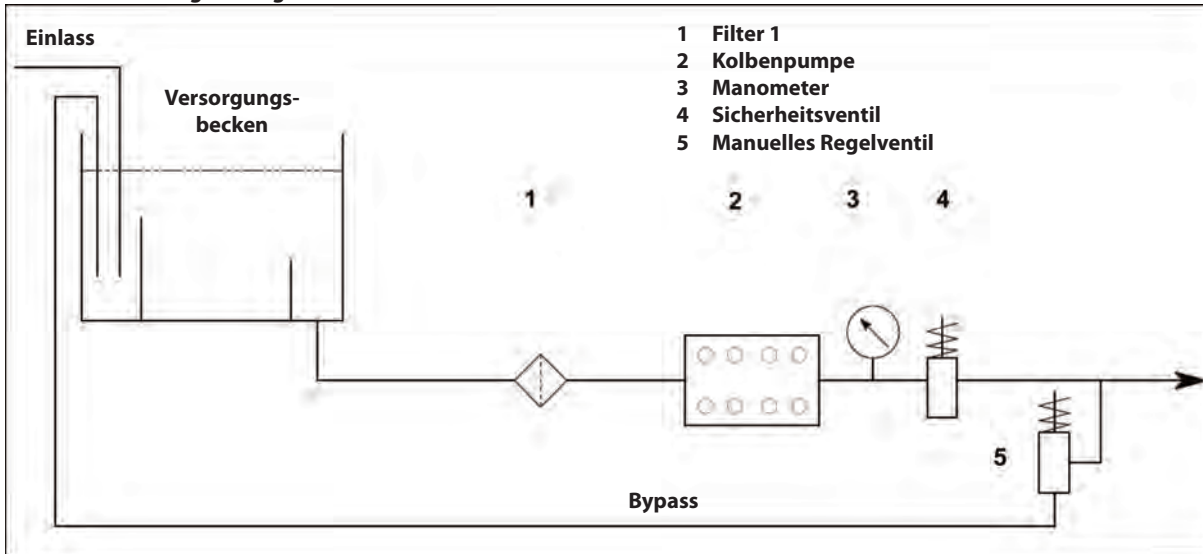 Einlass
Versorgungs-
becken
1 Filter 1
2 Kolbenpumpe
3 Manometer
4 Sicherheitsventil
5 Manuelles Regelventil
1
2
3
4
5
Bypass